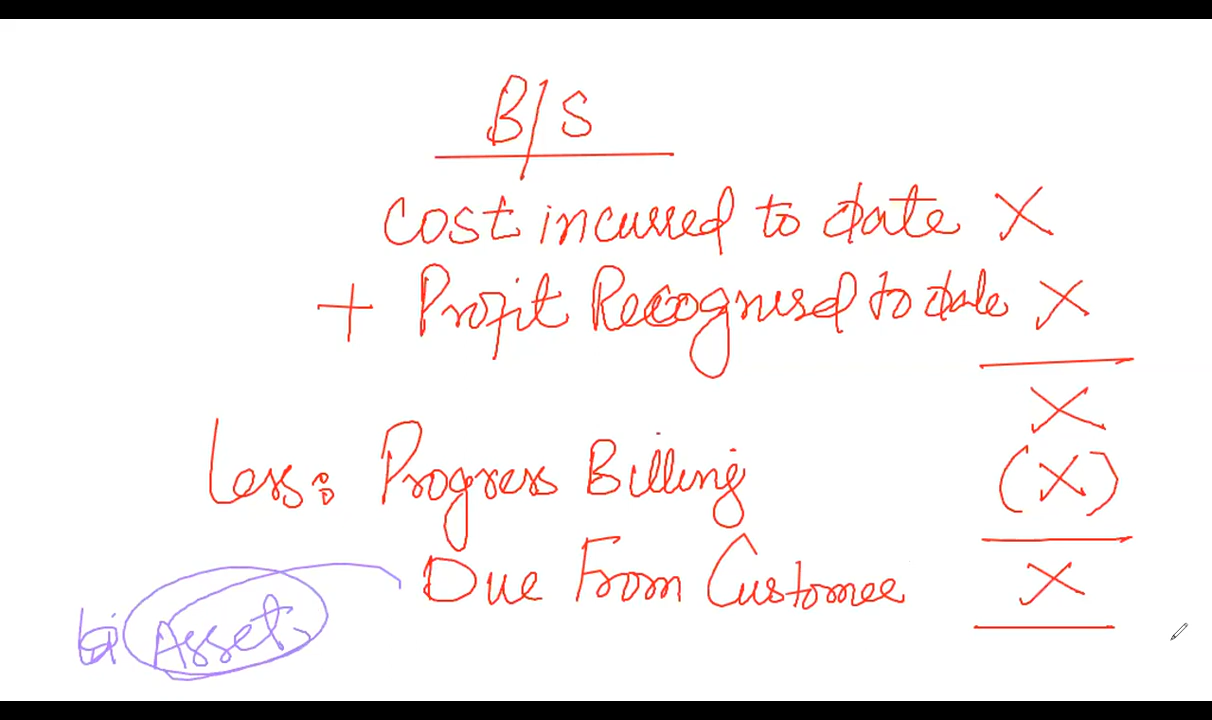 B/S
Cost incurred to date X
+ Profit Recognised to date X
X
Less: Progress Billing (X)
Due From Customer X
Asset